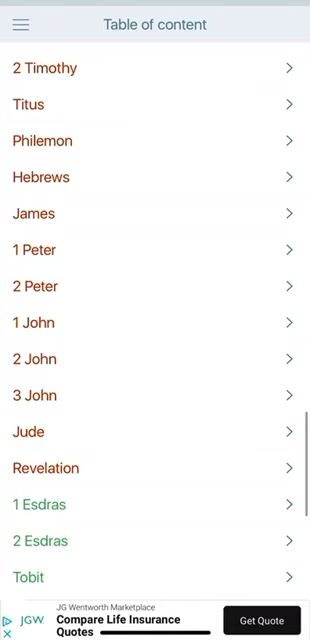 Table of content
2 Timothy
Titus
Philemon
Hebrews
James
1 Peter
2 Peter
1 John
2 John
3 John
Jude
Revelation
1 Esdras
2 Esdras
Tobit
JGW.
JG Wentworth Marketplace
Compare Life Insurance
Quotes
Get Quote